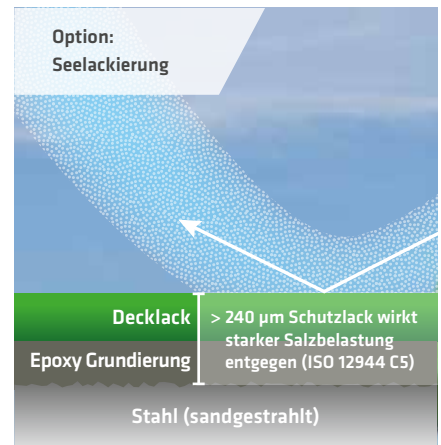 Option:
Seelackierung
Decklack
> 240 µm Schutzlack wirkt
starker Salzbelastung
entgegen (ISO 12944 C5)
Epoxy Grundierung
Stahl (sandgestrahlt)